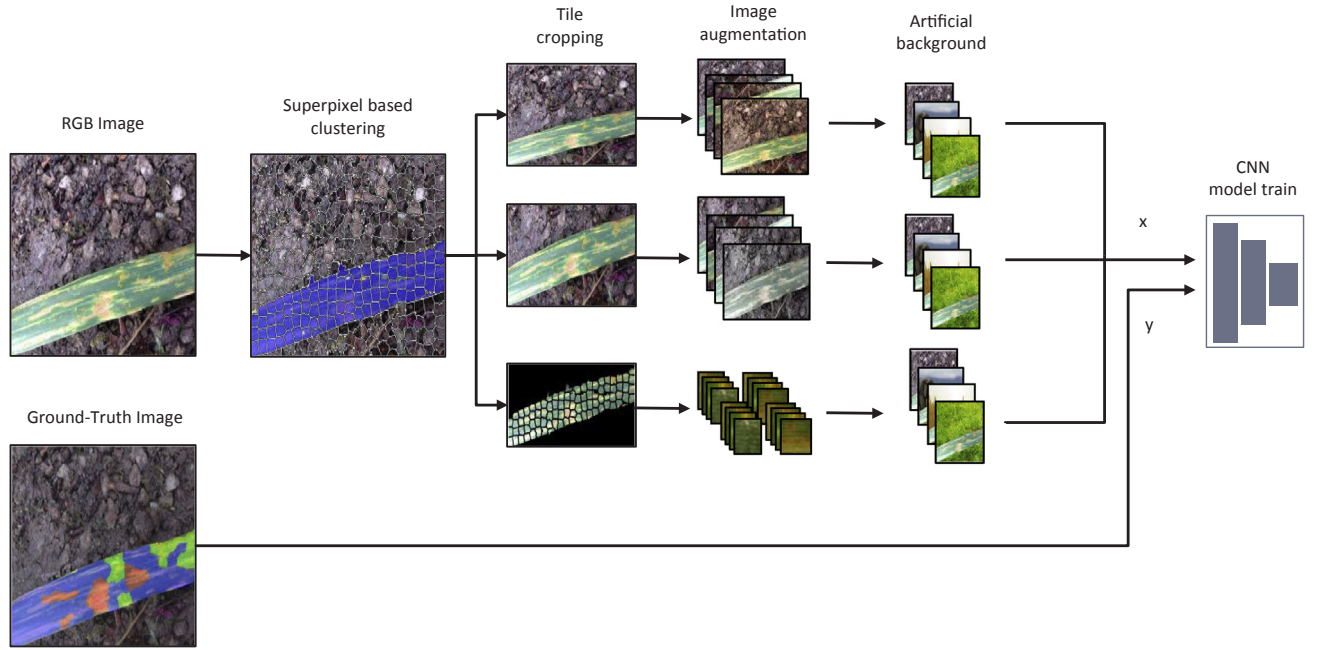 Tile
cropping
Image
augmentation
Artificial
background
Superpixel based
clustering
RGB Image
CNN
model train
x
y
Ground-Truth Image